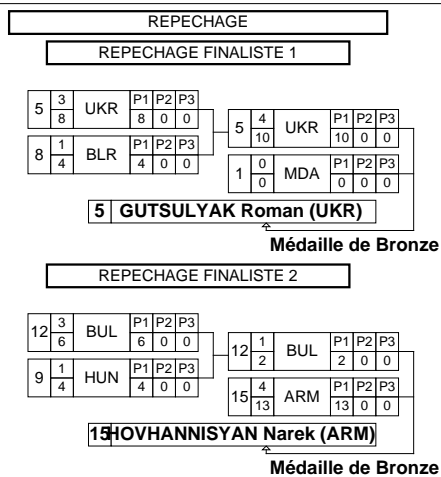 REPECHAGE
REPECHAGE FINALISTE 1
5 3 8 UKR P1 P2 P3 8 0 0
8 1 4 BLR P1 P2 P3 4 0 0
5 4 10 UKR P1 P2 P3 10 0 0
1 0 0 MDA P1 P2 P3 0 0 0
5 GUTSULYAK Roman (UKR)
Médaille de Bronze
REPECHAGE FINALISTE 2
12 3 6 BUL P1 P2 P3 6 0 0
9 1 4 HUN P1 P2 P3 4 0 0
12 1 2 BUL P1 P2 P3 2 0 0
15 4 13 ARM P1 P2 P3 13 0 0
15 HOVHANNISYAN Narek (ARM)
Médaille de Bronze